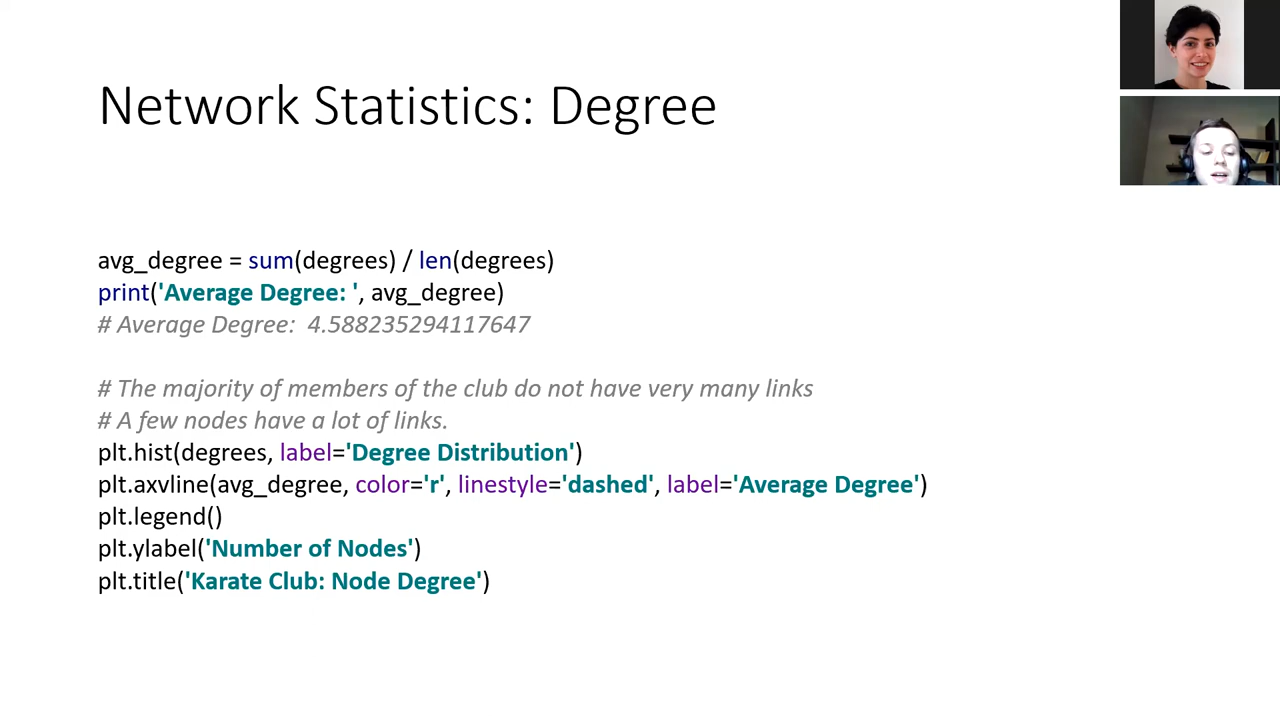 Network Statistics: Degree
avg_degree = sum(degrees) / len(degrees)
print('Average Degree: ', avg_degree)
# Average Degree:  4.588235294117647
# The majority of members of the club do not have very many links
# A few nodes have a lot of links.
plt.hist(degrees, label='Degree Distribution')
plt.axvline(avg_degree, color='r', linestyle='dashed', label='Average Degree')
plt.legend()
plt.ylabel('Number of Nodes')
plt.title('Karate Club: Node Degree')